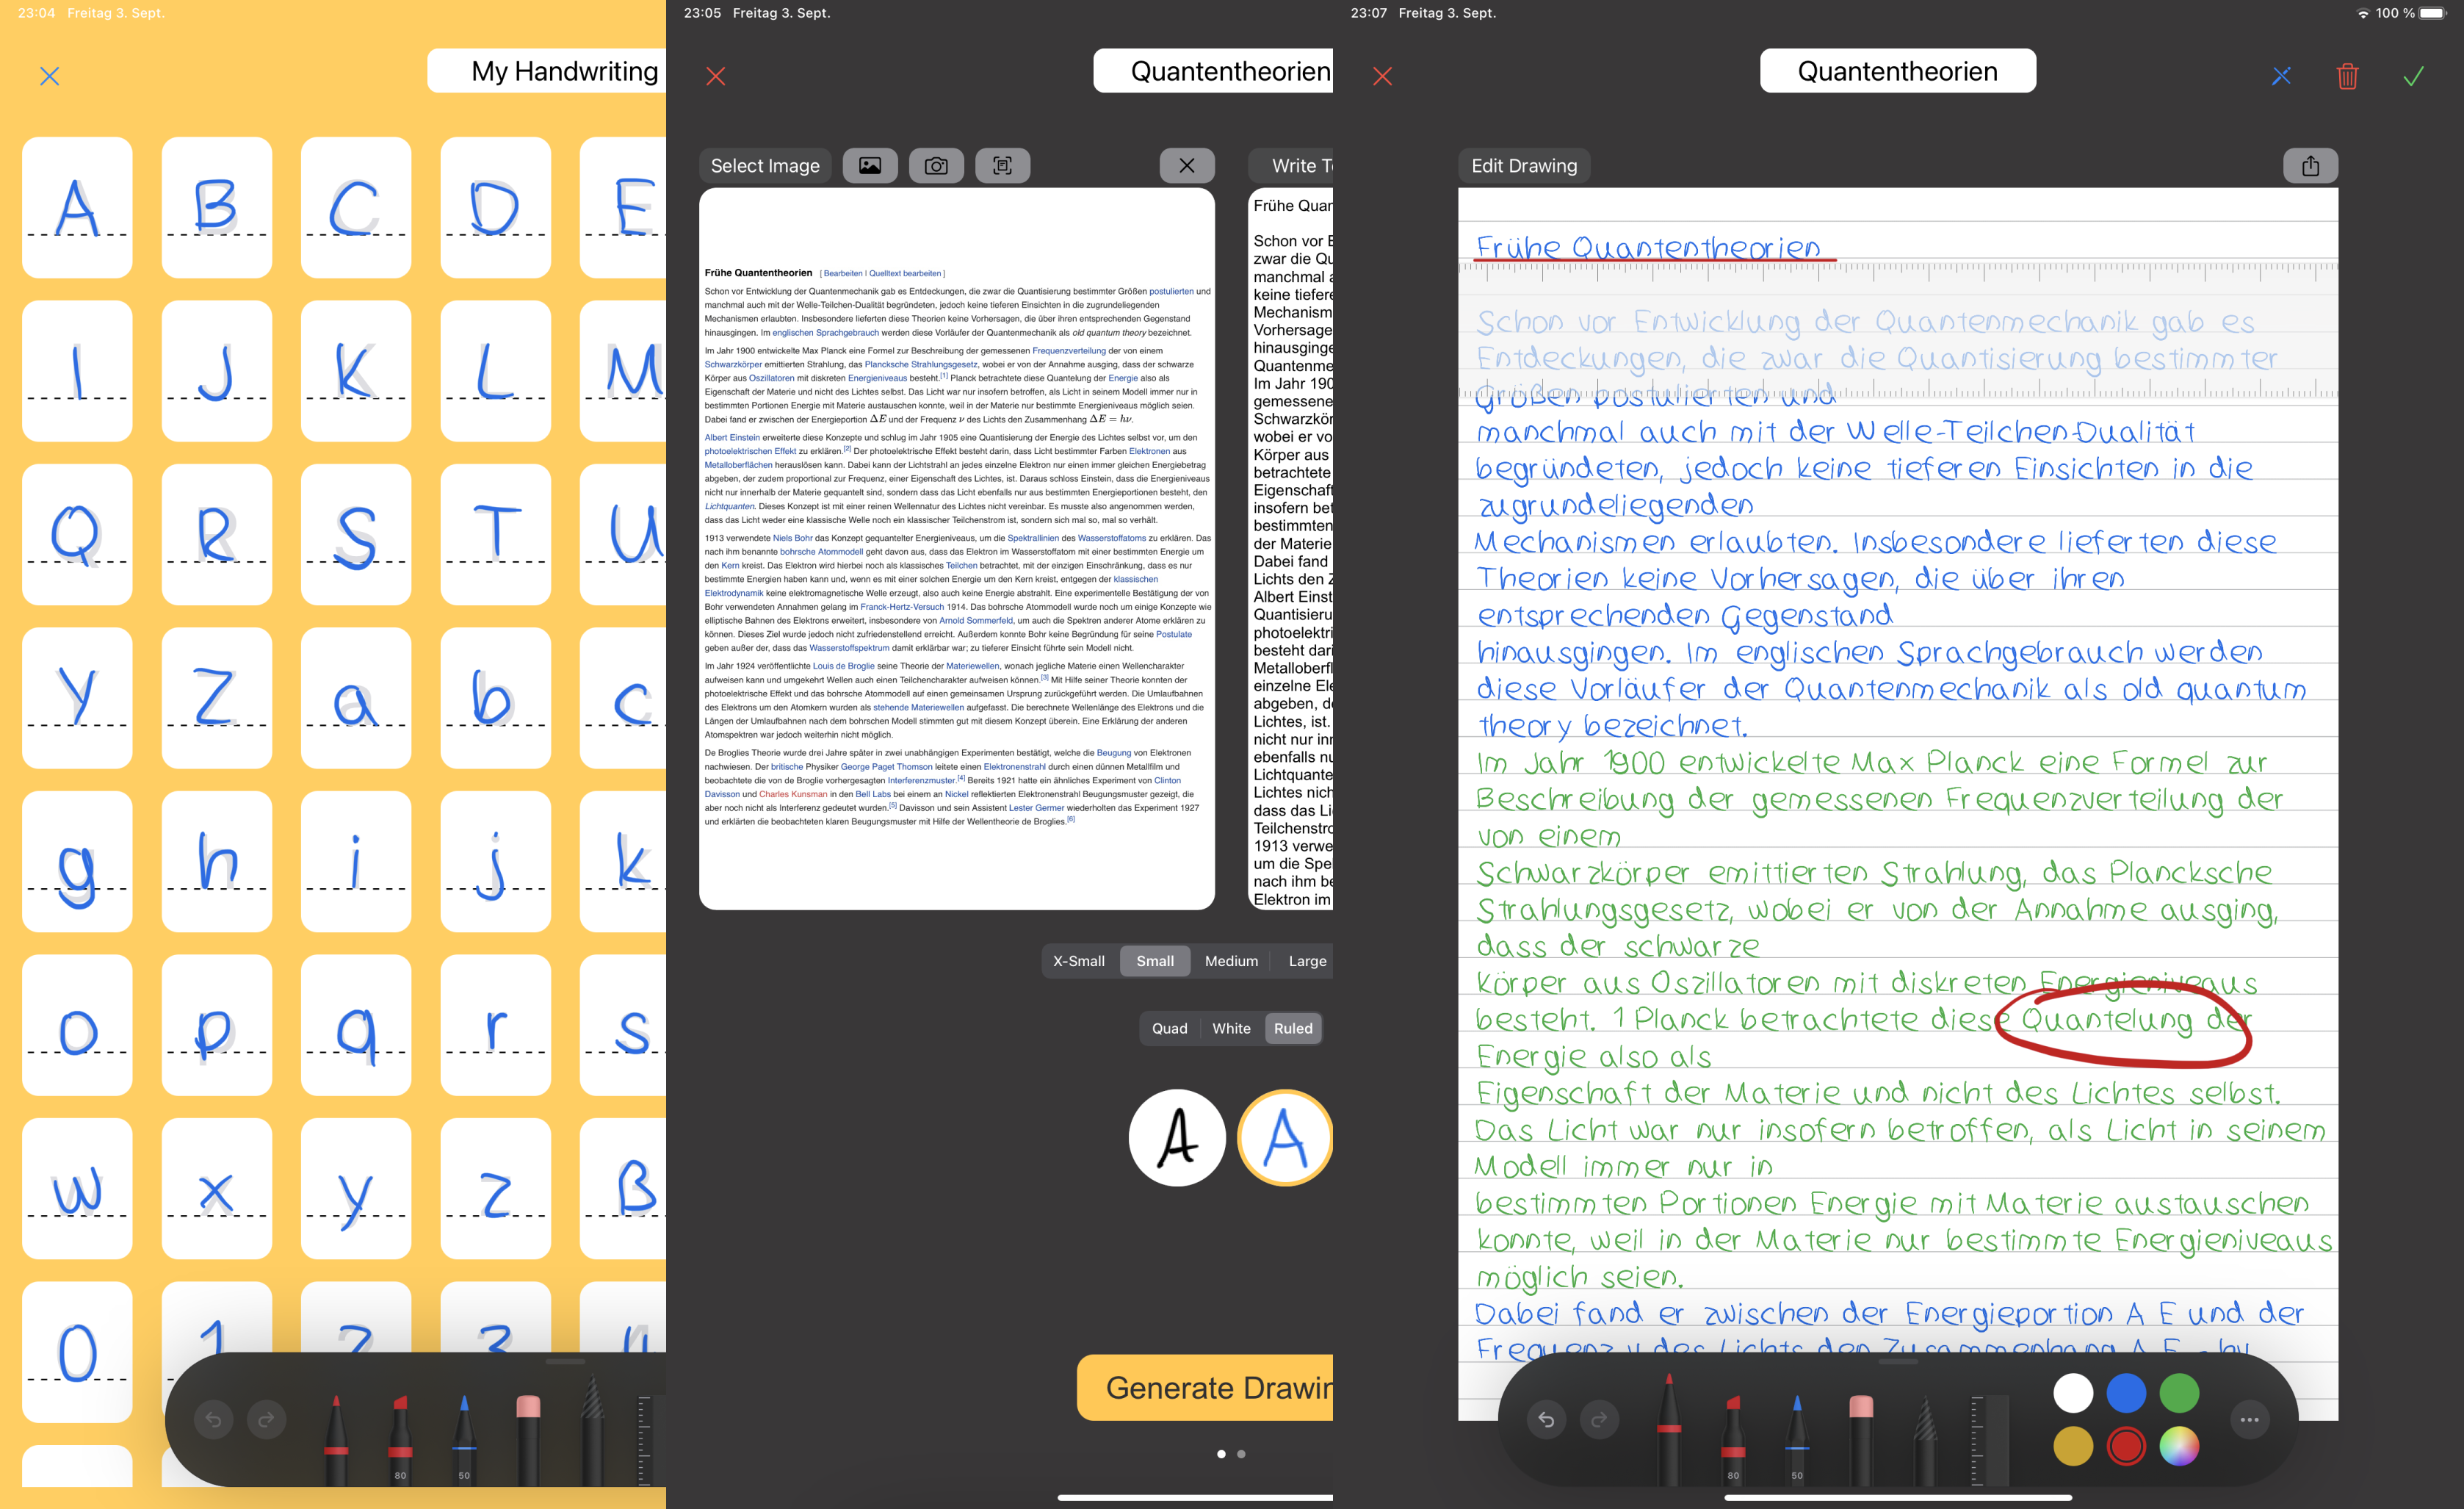 23:04 Freitag 3. Sept.
My Handwriting
A B C D E
I J K L M
Q R S T U
Y Z a b c
g h i j k
o p q r s
w x y z ß
0 1 2 3 4
80 50
23:05 Freitag 3. Sept.
Quantentheorien
Select Image
Frühe Quantentheorien [ Bearbeiten | Quelltext bearbeiten ]
Schon vor Entwicklung der Quantenmechanik gab es Entdeckungen, die zwar die Quantisierung bestimmter Größen postulierten und
manchmal auch mit der Welle-Teilchen-Dualität begründeten, jedoch keine tieferen Einsichten in die zugrundeliegenden
Mechanismen erlaubten. Insbesondere lieferten diese Theorien keine Vorhersagen, die über ihren entsprechenden Gegenstand
hinausgingen. Im englischen Sprachgebrauch werden diese Vorläufer der Quantenmechanik als old quantum theory bezeichnet.
Im Jahr 1900 entwickelte Max Planck eine Formel zur Beschreibung der gemessenen Frequenzverteilung der von einem
Schwarzkörper emittierten Strahlung, das Plancksche Strahlungsgesetz, wobei er von der Annahme ausging, dass der schwarze
Körper aus Oszillatoren mit diskreten Energieniveaus besteht.[1] Planck betrachtete diese Quantelung der Energie also als
Eigenschaft der Materie und nicht des Lichtes selbst. Das Licht war nur insofern betroffen, als Licht in seinem Modell immer nur in
bestimmten Portionen Energie mit Materie austauschen konnte, weil in der Materie nur bestimmte Energieniveaus möglich seien.
Dabei fand er zwischen der Energieportion ΔE und der Frequenz ν des Lichts den Zusammenhang ΔE = hν.
Albert Einstein erweiterte diese Konzepte und schlug im Jahr 1905 eine Quantisierung der Energie des Lichtes selbst vor, um den
photoelektrischen Effekt zu erklären.[2] Der photoelektrische Effekt besteht darin, dass Licht bestimmter Farben Elektronen aus
Metalloberflächen herauslösen kann. Dabei kann der Lichtstrahl an jedes einzelne Elektron nur einen immer gleichen Energiebetrag
abgeben, der zudem proportional zur Frequenz, einer Eigenschaft des Lichtes, ist. Daraus schloss Einstein, dass die Energieniveaus
nicht nur innerhalb der Materie gequantelt sind, sondern dass das Licht ebenfalls nur aus bestimmten Energieportionen besteht, den
Lichtquanten. Dieses Konzept ist mit einer reinen Wellennatur des Lichtes nicht vereinbar. Es musste also angenommen werden,
dass das Licht weder eine klassische Welle noch ein klassischer Teilchenstrom ist, sondern sich mal so, mal so verhält.
1913 verwendete Niels Bohr das Konzept gequantelter Energieniveaus, um die Spektrallinien des Wasserstoffatoms zu erklären. Das
nach ihm benannte bohrsche Atommodell geht davon aus, dass das Elektron im Wasserstoffatom mit einer bestimmten Energie um
den Kern kreist. Das Elektron wird hierbei noch als klassisches Teilchen betrachtet, mit der einzigen Einschränkung, dass es nur
bestimmte Energien haben kann und, wenn es mit einer solchen Energie um den Kern kreist, entgegen der klassischen
Elektrodynamik keine elektromagnetische Welle erzeugt, also auch keine Energie abstrahlt. Eine experimentelle Bestätigung der von
Bohr verwendeten Annahmen gelang im Franck-Hertz-Versuch 1914. Das bohrsche Atommodell wurde noch um einige Konzepte wie
elliptische Bahnen des Elektrons erweitert, insbesondere von Arnold Sommerfeld, um auch die Spektren anderer Atome erklären zu
können. Dieses Ziel wurde jedoch nicht zufriedenstellend erreicht. Außerdem konnte Bohr keine Begründung für seine Postulate
geben außer der, dass das Wasserstoffspektrum damit erklärbar war; zu tieferer Einsicht führte sein Modell nicht.
Im Jahr 1924 veröffentlichte Louis de Broglie seine Theorie der Materiewellen, wonach jegliche Materie einen Wellencharakter
aufweisen kann und umgekehrt Wellen auch einen Teilchencharakter aufweisen können.[3] Mit Hilfe seiner Theorie konnten der
photoelektrische Effekt und das bohrsche Atommodell auf einen gemeinsamen Ursprung zurückgeführt werden. Die Umlaufbahnen
des Elektrons um den Atomkern wurden als stehende Materiewellen aufgefasst. Die berechnete Wellenlänge des Elektrons und die
Längen der Umlaufbahnen nach dem bohrschen Modell stimmten gut mit diesem Konzept überein. Eine Erklärung der anderen
Atomspektren war jedoch weiterhin nicht möglich.
De Broglies Theorie wurde drei Jahre später in zwei unabhängigen Experimenten bestätigt, welche die Beugung von Elektronen
nachwiesen. Der britische Physiker George Paget Thomson leitete einen Elektronenstrahl durch einen dünnen Metallfilm und
beobachtete die von de Broglie vorhergesagten Interferenzmuster.[4] Bereits 1921 hatte ein ähnliches Experiment von Clinton
Davisson und Charles Kunsman in den Bell Labs bei einem an Nickel reflektierten Elektronenstrahl Beugungsmuster gezeigt, die
aber noch nicht als Interferenz gedeutet wurden.[5] Davisson und sein Assistent Lester Germer wiederholten das Experiment 1927
und erklärten die beobachteten klaren Beugungsmuster mit Hilfe der Wellentheorie de Broglies.[6]
Write T
Frühe Quar
Schon vor E
zwar die Qu
manchmal a
keine tiefere
Mechanism
Vorhersage
hinausginge
Quantenme
Im Jahr 190
gemessene
Schwarzkör
wobei er vo
Körper aus
betrachtete
Eigenschaft
insofern bet
bestimmten
der Materie
Dabei fand
Lichts den Z
Albert Einst
Quantisieru
photoelektri
besteht dari
Metalloberfl
einzelne Ele
abgeben, de
Lichtes, ist.
nicht nur inr
ebenfalls nu
Lichtquante
Lichtes nich
dass das Li
Teilchenstro
1913 verwe
um die Spe
nach ihm be
Elektron im
X-Small Small Medium Large
Quad White Ruled
A A
Generate Drawin
23:07 Freitag 3. Sept.
100 %
Quantentheorien
Edit Drawing
Frühe Quantentheorien
Schon vor Entwicklung der Quantenmechanik gab es
Entdeckungen, die zwar die Quantisierung bestimmter
Größen postulierten und
manchmal auch mit der Welle-Teilchen-Dualität
begründeten, jedoch keine tieferen Einsichten in die
zugrundeliegenden
Mechanismen erlaubten. Insbesondere lieferten diese
Theorien keine Vorhersagen, die über ihren
entsprechenden Gegenstand
hinausgingen. Im englischen Sprachgebrauch werden
diese Vorläufer der Quantenmechanik als old quantum
theory bezeichnet.
Im Jahr 1900 entwickelte Max Planck eine Formel zur
Beschreibung der gemessenen Frequenzverteilung der
von einem
Schwarzkörper emittierten Strahlung, das Plancksche
Strahlungsgesetz, wobei er von der Annahme ausging,
dass der schwarze
Körper aus Oszillatoren mit diskreten Energieniveaus
besteht. 1 Planck betrachtete diese Quantelung der
Energie also als
Eigenschaft der Materie und nicht des Lichtes selbst.
Das Licht war nur insofern betroffen, als Licht in seinem
Modell immer nur in
bestimmten Portionen Energie mit Materie austauschen
konnte, weil in der Materie nur bestimmte Energieniveaus
möglich seien.
Dabei fand er zwischen der Energieportion A E und der
Frequenz v des Lichts den Zusammenhang A E - hv
80 50